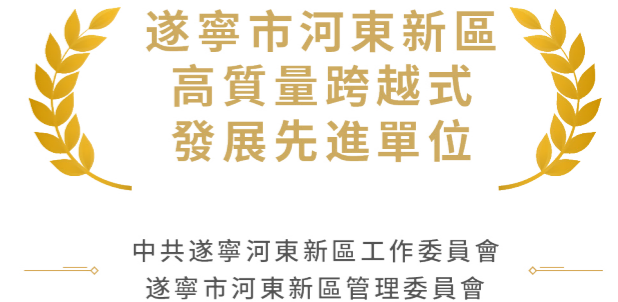 遂寧市河東新區
高質量跨越式
發展先進單位
中共遂寧河東新區工作委員會
遂寧市河東新區管理委員會